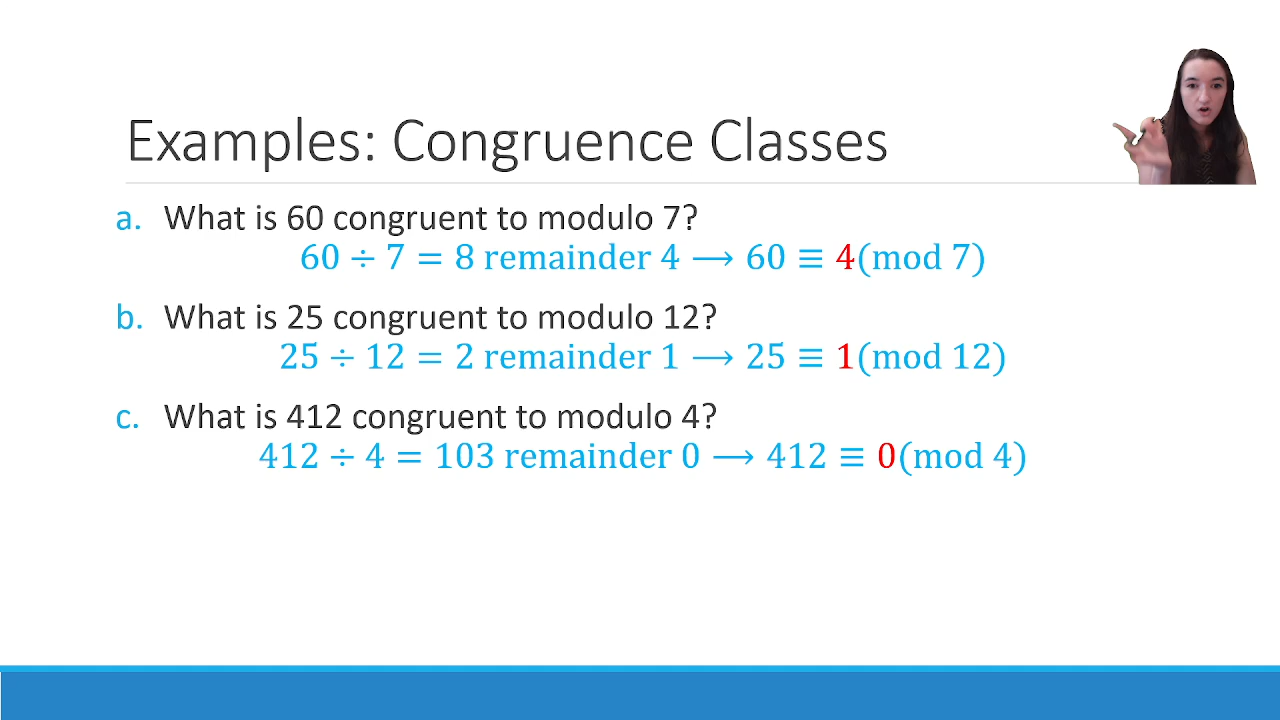 Examples: Congruence Classes
a. What is 60 congruent to modulo 7?
60 ÷ 7 = 8 remainder 4 ⟶ 60 ≡ 4(mod 7)
b. What is 25 congruent to modulo 12?
25 ÷ 12 = 2 remainder 1 ⟶ 25 ≡ 1(mod 12)
c. What is 412 congruent to modulo 4?
412 ÷ 4 = 103 remainder 0 ⟶ 412 ≡ 0(mod 4)